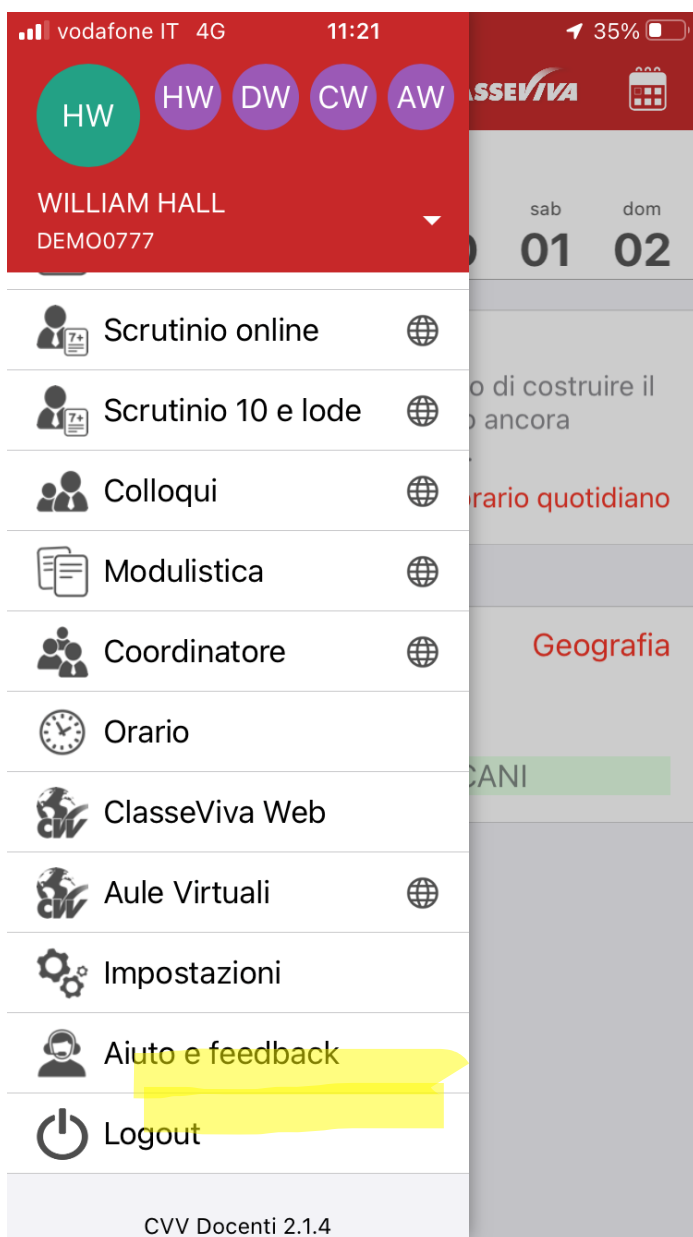 vodafone IT 4G 11:21 35%
HW HW DW CW AW
WILLIAM HALL
DEMO0777
SSEVIVA
sab dom
01 02
Scrutinio online
Scrutinio 10 e lode
o di costruire il
ancora
Colloqui
rario quotidiano
Modulistica
Coordinatore
Geografia
Orario
CANI
ClasseViva Web
Aule Virtuali
Impostazioni
Aiuto e feedback
Logout
CVV Docenti 2.1.4